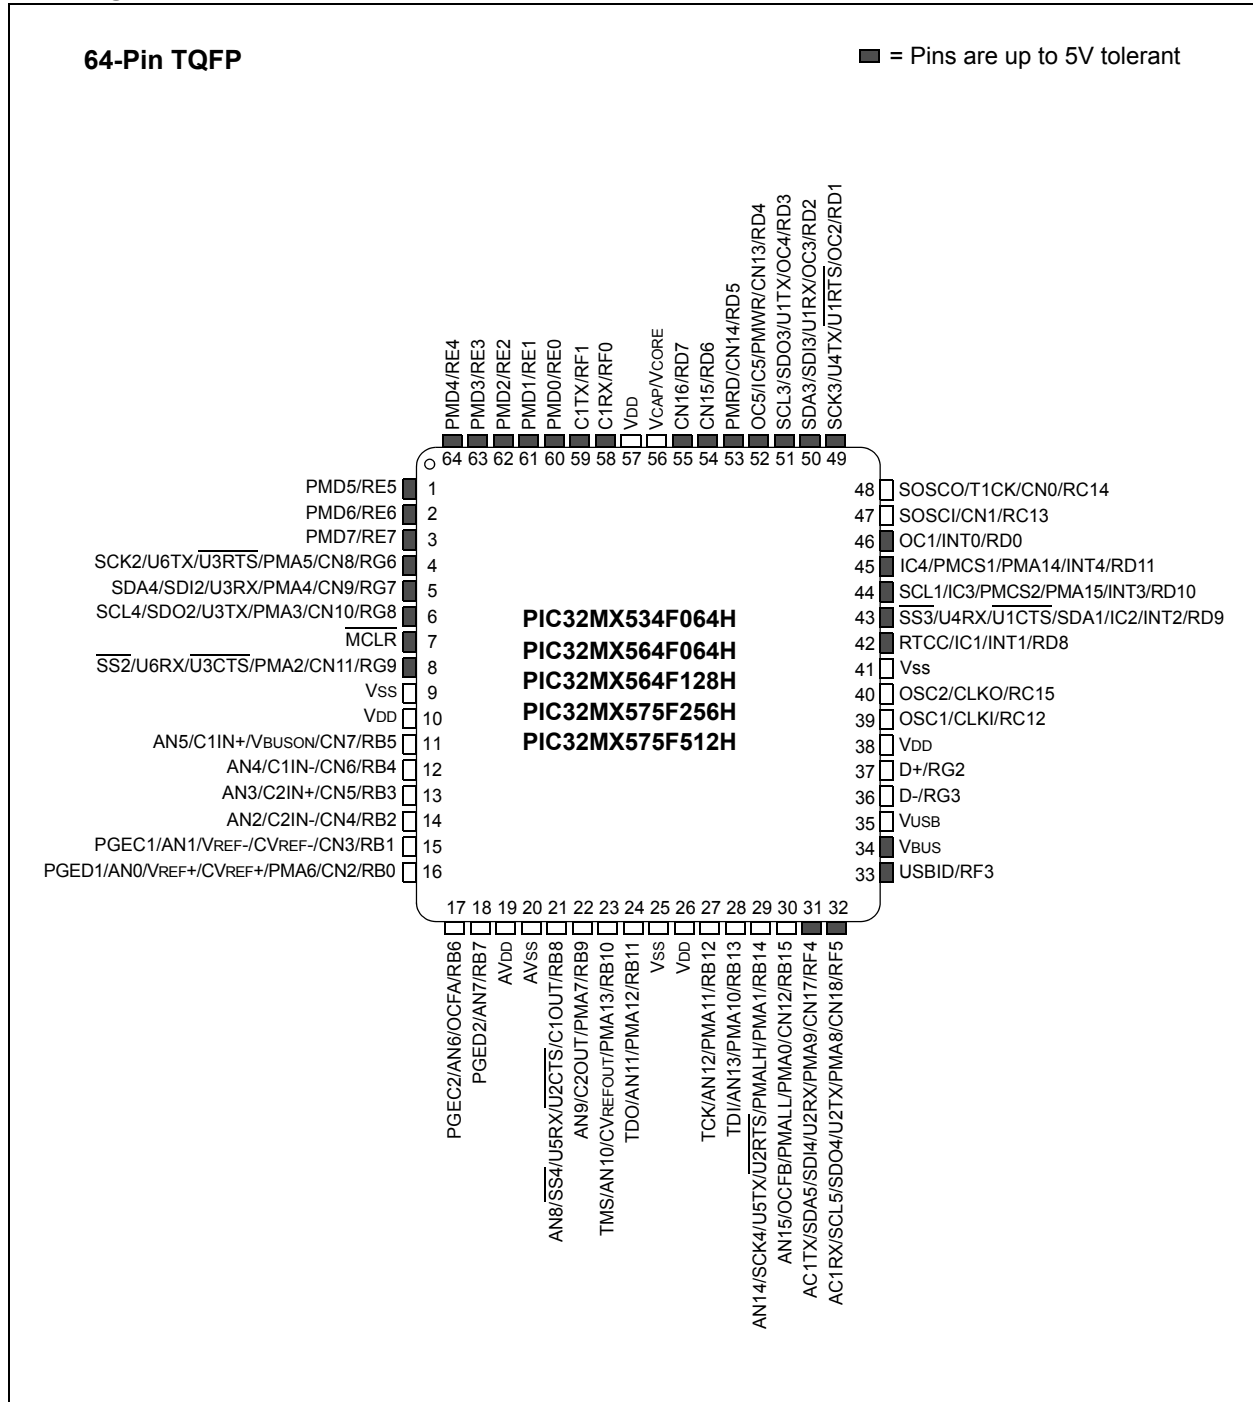 64-Pin TQFP
= Pins are up to 5V tolerant
PMD4/RE4
PMD3/RE3
PMD2/RE2
PMD1/RE1
PMD0/RE0
C1TX/RF1
C1RX/RF0
VDD
VCAP/VCORE
CN16/RD7
CN15/RD6
PMRD/CN14/RD5
OC5/IC5/PMWR/CN13/RD4
SCL3/SDO3/U1TX/OC4/RD3
SDA3/SDI3/U1RX/OC3/RD2
SCK3/U4TX/U1RTS/OC2/RD1
64 63 62 61 60 59 58 57 56 55 54 53 52 51 50 49
PMD5/RE5 1
PMD6/RE6 2
PMD7/RE7 3
SCK2/U6TX/U3RTS/PMA5/CN8/RG6 4
SDA4/SDI2/U3RX/PMA4/CN9/RG7 5
SCL4/SDO2/U3TX/PMA3/CN10/RG8 6
MCLR 7
SS2/U6RX/U3CTS/PMA2/CN11/RG9 8
VSS 9
VDD 10
AN5/C1IN+/VBUSON/CN7/RB5 11
AN4/C1IN-/CN6/RB4 12
AN3/C2IN+/CN5/RB3 13
AN2/C2IN-/CN4/RB2 14
PGEC1/AN1/VREF-/CVREF-/CN3/RB1 15
PGED1/AN0/VREF+/CVREF+/PMA6/CN2/RB0 16
PIC32MX534F064H
PIC32MX564F064H
PIC32MX564F128H
PIC32MX575F256H
PIC32MX575F512H
48 SOSCO/T1CK/CN0/RC14
47 SOSCI/CN1/RC13
46 OC1/INT0/RD0
45 IC4/PMCS1/PMA14/INT4/RD11
44 SCL1/IC3/PMCS2/PMA15/INT3/RD10
43 SS3/U4RX/U1CTS/SDA1/IC2/INT2/RD9
42 RTCC/IC1/INT1/RD8
41 Vss
40 OSC2/CLKO/RC15
39 OSC1/CLKI/RC12
38 VDD
37 D+/RG2
36 D-/RG3
35 VUSB
34 VBUS
33 USBID/RF3
17 18 19 20 21 22 23 24 25 26 27 28 29 30 31 32
PGEC2/AN6/OCFA/RB6
PGED2/AN7/RB7
AVDD
AVSS
AN8/SS4/U5RX/U2CTS/C1OUT/RB8
AN9/C2OUT/PMA7/RB9
TMS/AN10/CVREFOUT/PMA13/RB10
TDO/AN11/PMA12/RB11
VSS
VDD
TCK/AN12/PMA11/RB12
TDI/AN13/PMA10/RB13
AN14/SCK4/U5TX/U2RTS/PMALH/PMA1/RB14
AN15/OCFB/PMALL/PMA0/CN12/RB15
AC1TX/SDA5/SDI4/U2RX/PMA9/CN17/RF4
AC1RX/SCL5/SDO4/U2TX/PMA8/CN18/RF5